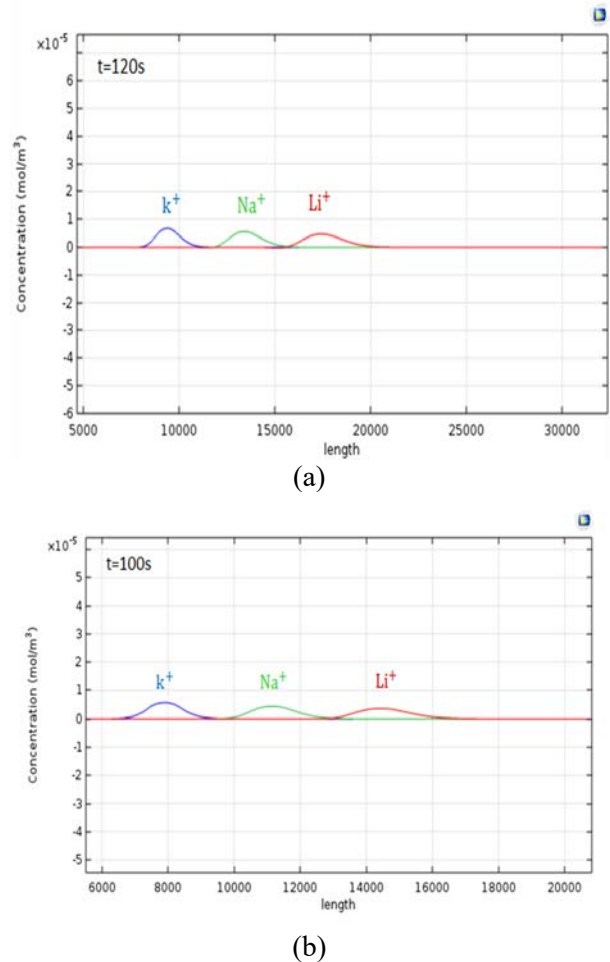 ×10⁻⁵
t=120s
6
5
4
3
2
1
0
-1
-2
-3
-4
-5
-6
k⁺ Na⁺ Li⁺
Concentration (mol/m³)
5000 10000 15000 20000 25000 30000
length
(a)
×10⁻⁵
t=100s
5
4
3
2
1
0
-1
-2
-3
-4
-5
k⁺ Na⁺ Li⁺
Concentration (mol/m³)
6000 8000 10000 12000 14000 16000 18000 20000
length
(b)